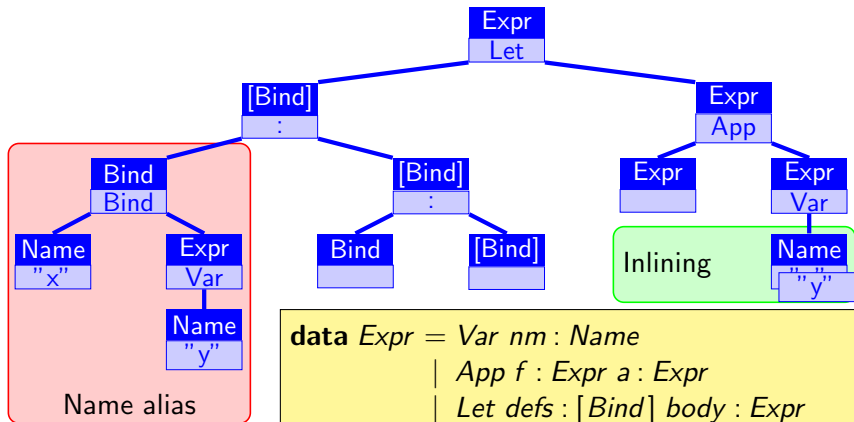 Expr
Let
[Bind]
:
Expr
App
Bind
Bind
[Bind]
:
Expr
Expr
Var
Name
"x"
Expr
Var
Bind
[Bind]
Inlining
Name
"y"
Name
"y"
Name alias
data Expr = Var nm : Name
| App f : Expr a : Expr
| Let defs : [Bind] body : Expr